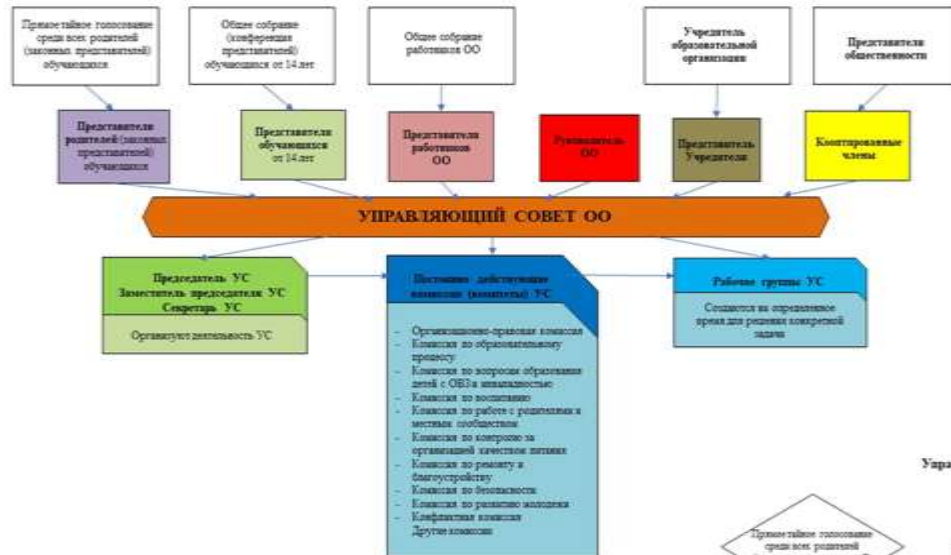 Прямое тайное голосование
среди всех родителей
(законных представителей)
обучающихся
Общее собрание
(конференция
представителей)
обучающихся от 14 лет
Общее собрание
работников ОО
Учредитель
образовательной
организации
Представители
общественности
Представители
родителей (законных
представителей)
обучающихся
Представители
обучающихся
от 14 лет
Представители
работников
ОО
Руководитель
ОО
Представитель
Учредителя
Кооптированные
члены
УПРАВЛЯЮЩИЙ СОВЕТ ОО
Председатель УС
Заместитель председателя УС
Секретарь УС
Организуют деятельность УС
Постоянно действующие
комиссии (комитеты) УС
- Организационно-правовая комиссия
- Комиссия по образовательному
процессу
- Комиссия по вопросам образования
детей с ОВЗ и инвалидностью
- Комиссия по воспитанию
- Комиссия по работе с родителями и
местным сообществом
- Комиссия по контролю за
организацией качеством питания
- Комиссия по ремонту и
благоустройству
- Комиссия по безопасности
- Комиссия по развитию молодежи
- Конфликтная комиссия
Другие комиссии
Рабочие группы УС
Создаются на определенное
время для решения конкретной
задачи
Упра
Прямое тайное голосование
среди всех родителей